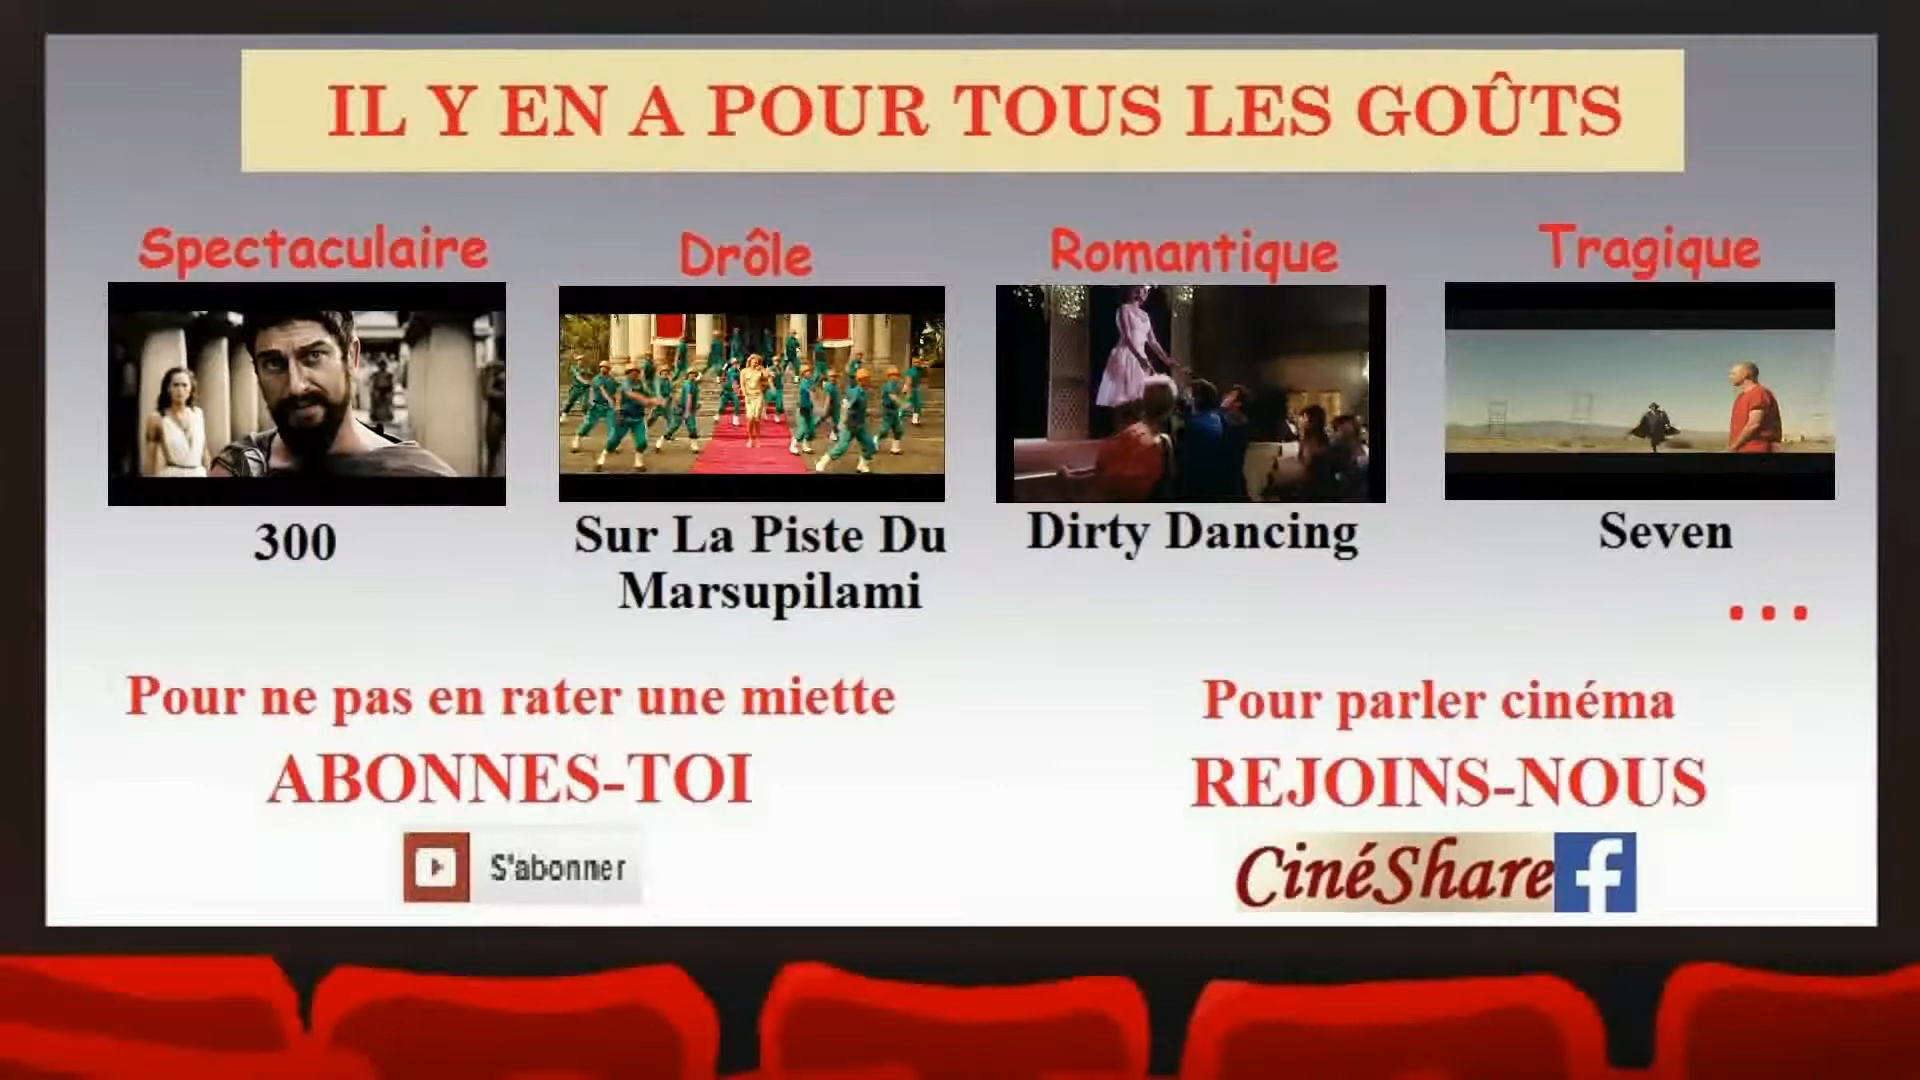 IL Y EN A POUR TOUS LES GOÛTS
Spectaculaire
Drôle
Romantique
Tragique
300
Sur La Piste Du
Marsupilami
Dirty Dancing
Seven
...
Pour ne pas en rater une miette
ABONNES-TOI
S'abonner
Pour parler cinéma
REJOINS-NOUS
CinéShare f